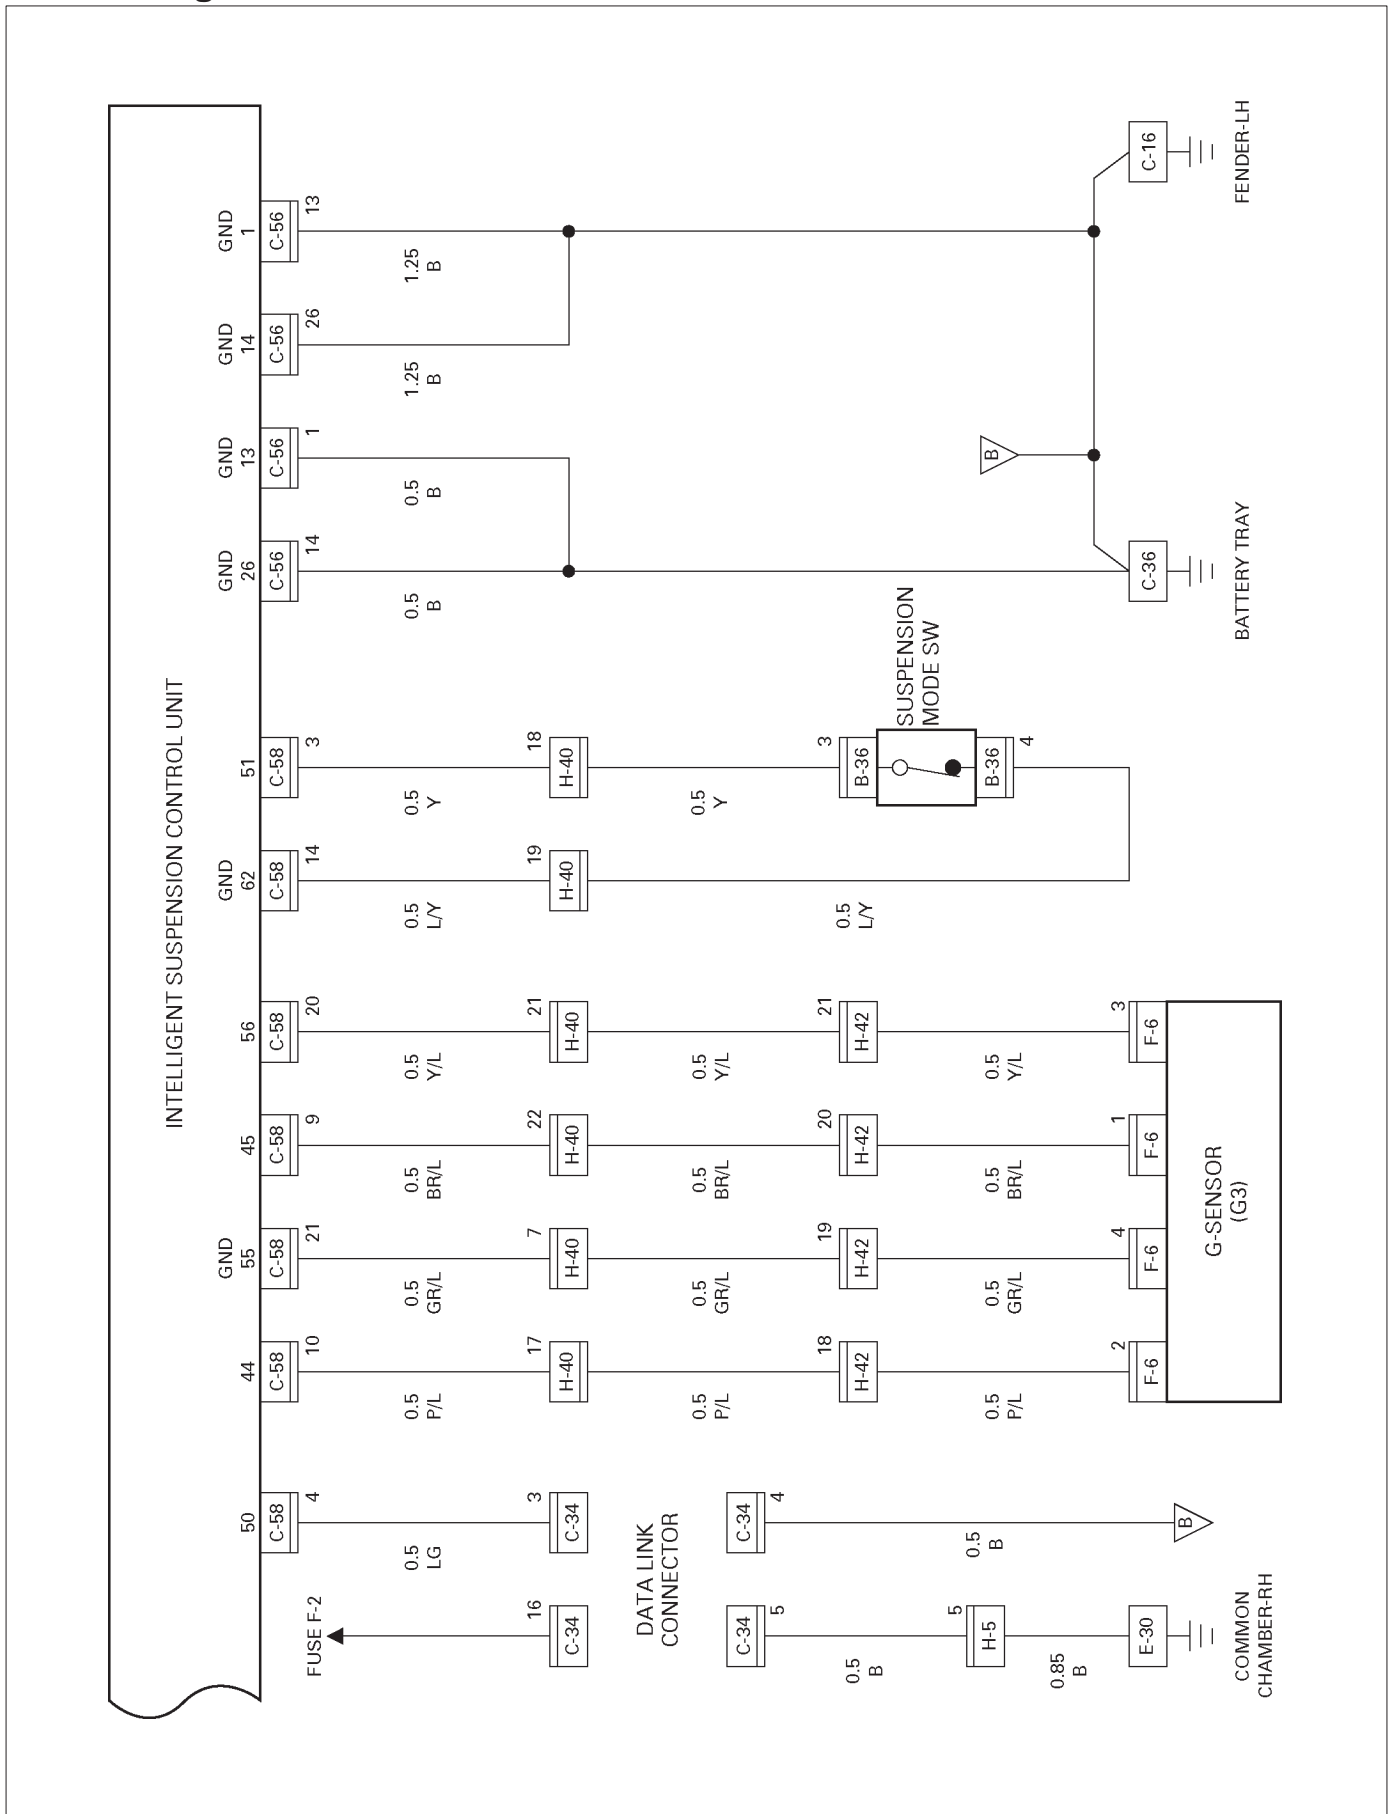 INTELLIGENT SUSPENSION CONTROL UNIT
FUSE F-2
50
44
GND
55
45
56
GND
62
51
GND
26
GND
13
GND
14
GND
1
C-58
C-58
C-58
C-58
C-58
C-58
C-58
C-56
C-56
C-56
C-56
4
10
21
9
20
14
3
14
1
26
13
0.5
LG
0.5
P/L
0.5
GR/L
0.5
BR/L
0.5
Y/L
0.5
L/Y
0.5
Y
0.5
B
0.5
B
1.25
B
1.25
B
16
3
17
7
22
21
19
18
C-34
C-34
H-40
H-40
H-40
H-40
H-40
H-40
DATA LINK
CONNECTOR
0.5
P/L
0.5
GR/L
0.5
BR/L
0.5
Y/L
0.5
Y
C-34
5
C-34
4
18
19
20
21
3
H-42
H-42
H-42
H-42
0.5
B
0.5
L/Y
B-36
SUSPENSION
MODE SW
B-36
4
5
H-5
0.5
B
0.5
P/L
0.5
GR/L
0.5
BR/L
0.5
Y/L
B
0.85
B
2
4
1
3
E-30
F-6
F-6
F-6
F-6
C-36
C-16
B
G-SENSOR
(G3)
COMMON
CHAMBER-RH
BATTERY TRAY
FENDER-LH